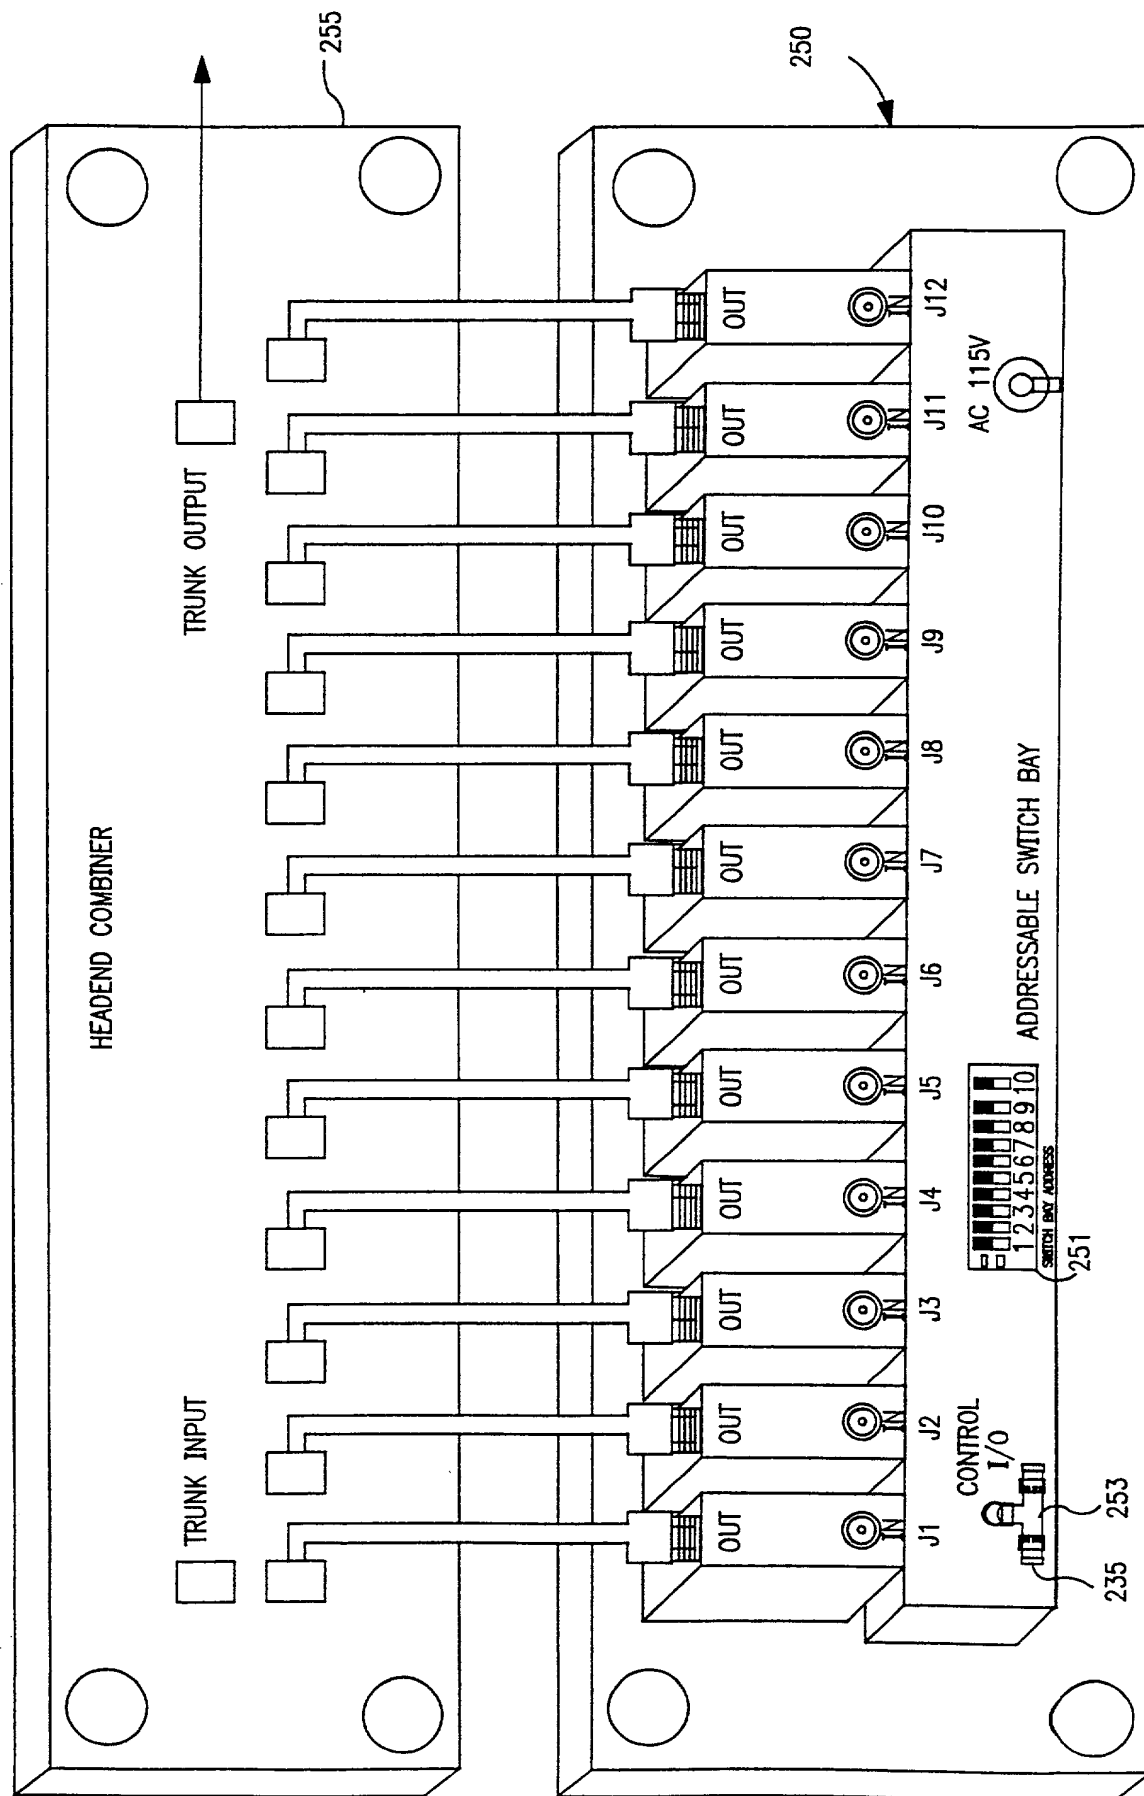 255
HEADEND COMBINER
TRUNK INPUT
TRUNK OUTPUT
250
OUT
OUT
OUT
OUT
OUT
OUT
OUT
OUT
OUT
OUT
OUT
OUT
IN
IN
IN
IN
IN
IN
IN
IN
IN
IN
IN
IN
J1
J2
J3
J4
J5
J6
J7
J8
J9
J10
J11
J12
CONTROL
I/O
AC 115V
1 2 3 4 5 6 7 8 9 10
SWITCH BAY ADDRESS
ADDRESSABLE SWITCH BAY
235
253
251